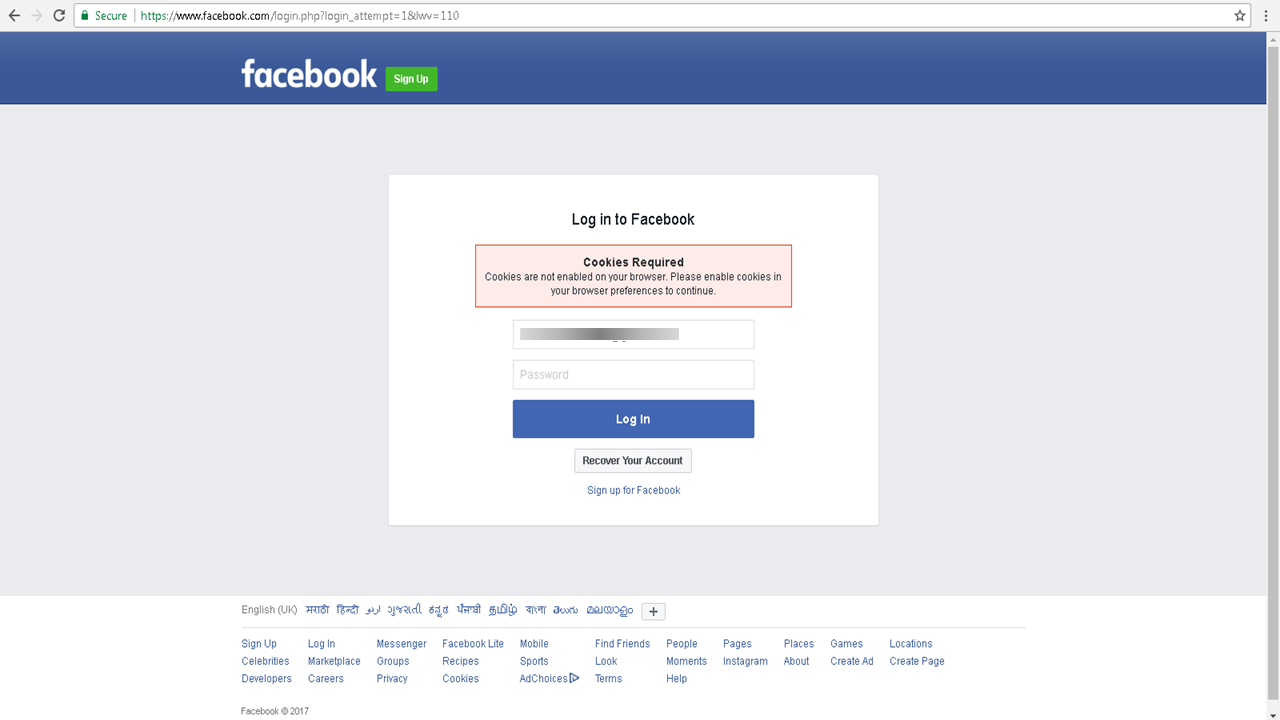 Secure https://www.facebook.com/login.php?login_attempt=1&lwv=110
facebook Sign Up
Log in to Facebook
Cookies Required
Cookies are not enabled on your browser. Please enable cookies in
your browser preferences to continue.
Password
Log In
Recover Your Account
Sign up for Facebook
English (UK) मराठी हिन्दी اردو ગુજરાતી ಕನ್ನಡ ਪੰਜਾਬੀ தமிழ் বাংলা తెలుగు മലയാളം +
Sign Up Log In Messenger Facebook Lite Mobile Find Friends People Pages Places Games Locations
Celebrities Marketplace Groups Recipes Sports Look Moments Instagram About Create Ad Create Page
Developers Careers Privacy Cookies AdChoices Terms Help
Facebook © 2017